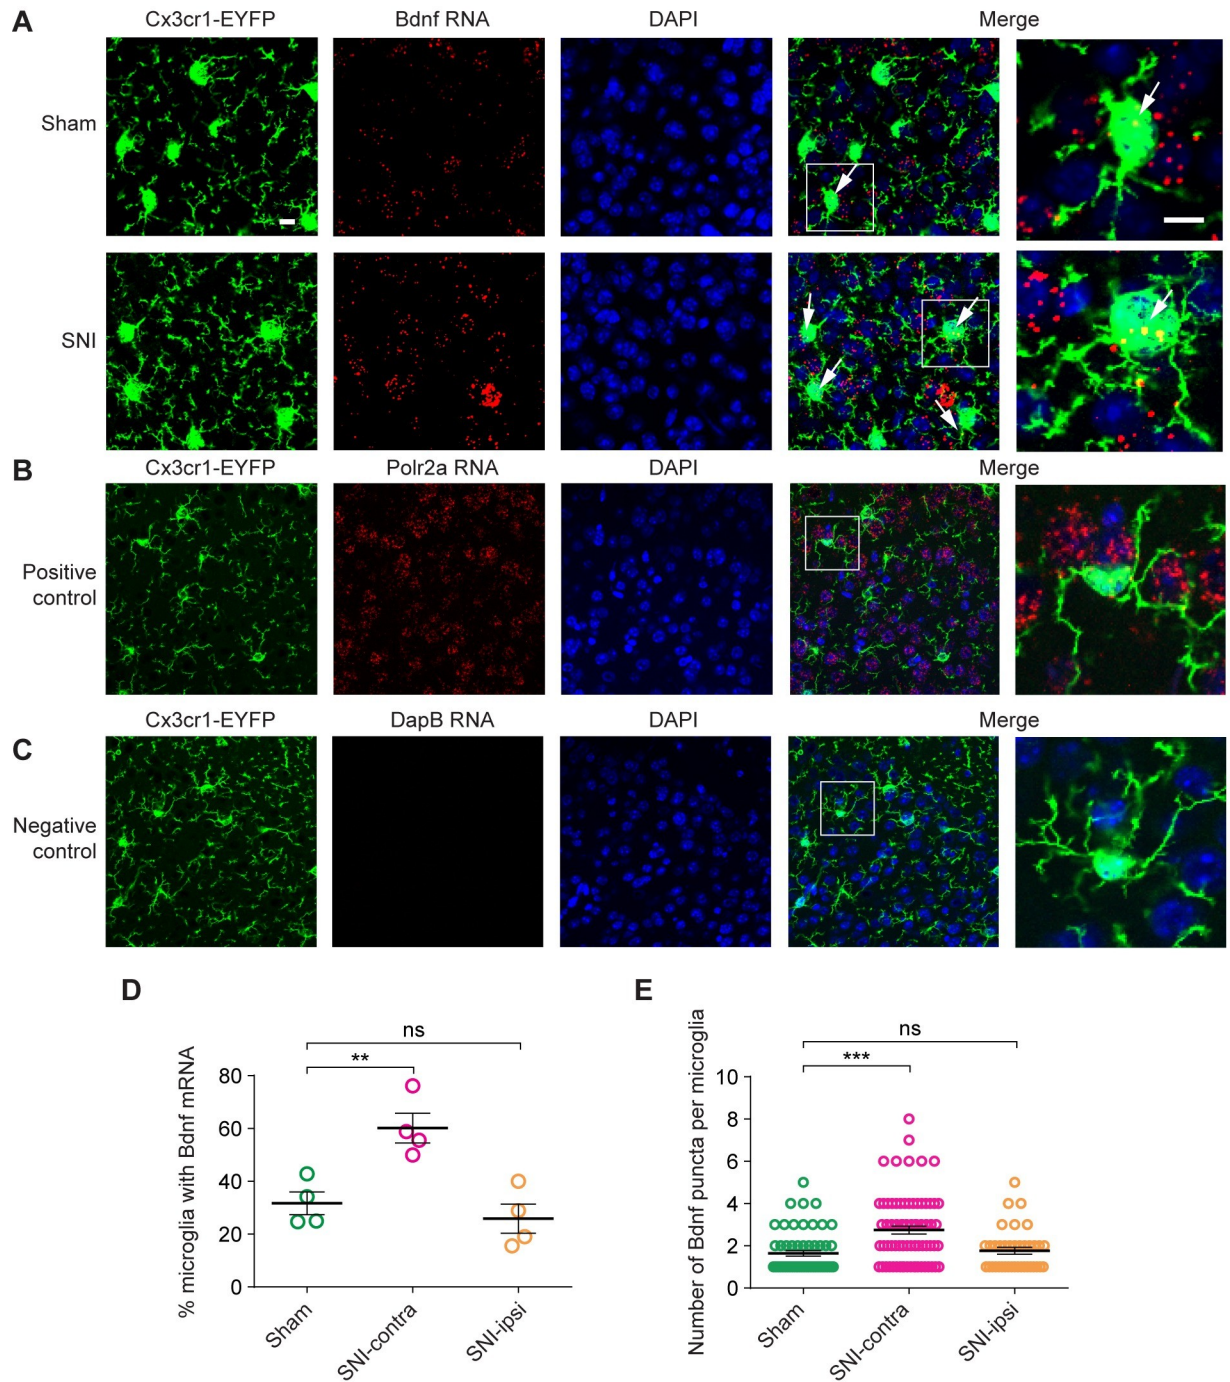 A
Cx3cr1-EYFP
Bdnf RNA
DAPI
Merge
Sham
SNI
B
Cx3cr1-EYFP
Polr2a RNA
DAPI
Merge
Positive
control
C
Cx3cr1-EYFP
DapB RNA
DAPI
Merge
Negative
control
D
% microglia with Bdnf mRNA
ns
**
80
60
40
20
0
Sham
SNI-contra
SNI-ipsi
E
Number of Bdnf puncta per microglia
ns
***
10
8
6
4
2
0
Sham
SNI-contra
SNI-ipsi